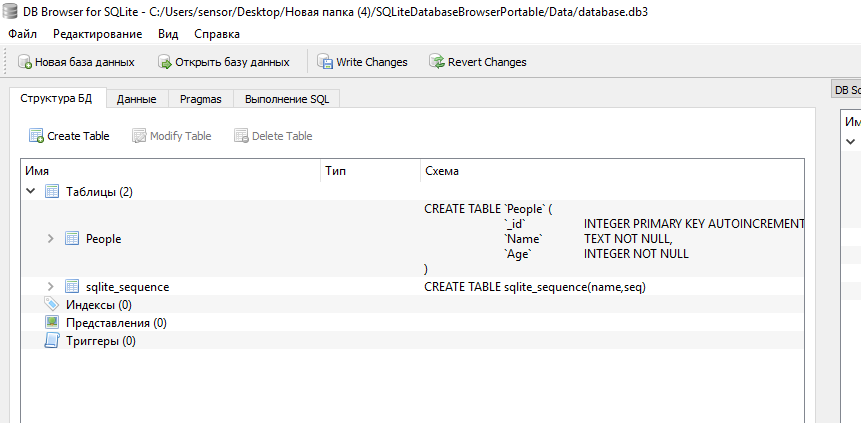 DB Browser for SQLite - C:/Users/sensor/Desktop/Новая папка (4)/SQLiteDatabaseBrowserPortable/Data/database.db3
Файл Редактирование Вид Справка
Новая база данных Открыть базу данных Write Changes Revert Changes
Структура БД Данные Pragmas Выполнение SQL
DB Sc
Create Table Modify Table Delete Table
Им
Имя Тип Схема
Таблицы (2)
CREATE TABLE `People` (
`_id` INTEGER PRIMARY KEY AUTOINCREMENT
People `Name` TEXT NOT NULL,
`Age` INTEGER NOT NULL
)
sqlite_sequence CREATE TABLE sqlite_sequence(name,seq)
Индексы (0)
Представления (0)
Триггеры (0)